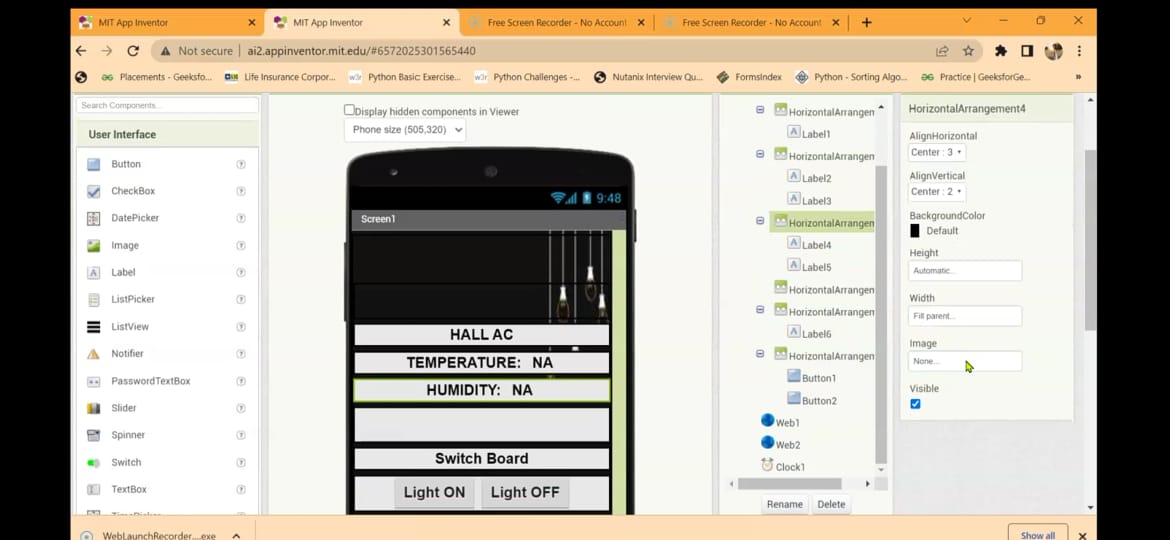 MIT App Inventor
MIT App Inventor
Free Screen Recorder - No Account
Free Screen Recorder - No Account
Not secure | ai2.appinventor.mit.edu/#6572025301565440
Placements - Geeksfo...
Life Insurance Corpor...
Python Basic: Exercise...
Python Challenges -...
Nutanix Interview Qu...
FormsIndex
Python - Sorting Algo...
Practice | GeeksforGe...
»
Search Components...
User Interface
Button
CheckBox
DatePicker
Image
Label
ListPicker
ListView
Notifier
PasswordTextBox
Slider
Spinner
Switch
TextBox
Display hidden components in Viewer
Phone size (505,320)
9:48
Screen1
HALL AC
TEMPERATURE: NA
HUMIDITY: NA
Switch Board
Light ON
Light OFF
HorizontalArrangem
Label1
HorizontalArrangem
Label2
Label3
HorizontalArrangem
Label4
Label5
HorizontalArrangem
HorizontalArrangem
Label6
HorizontalArrangem
Button1
Button2
Web1
Web2
Clock1
Rename
Delete
HorizontalArrangement4
AlignHorizontal
Center : 3
AlignVertical
Center : 2
BackgroundColor
Default
Height
Automatic...
Width
Fill parent...
Image
None...
Visible
WebLaunchRecorder....exe
Show all